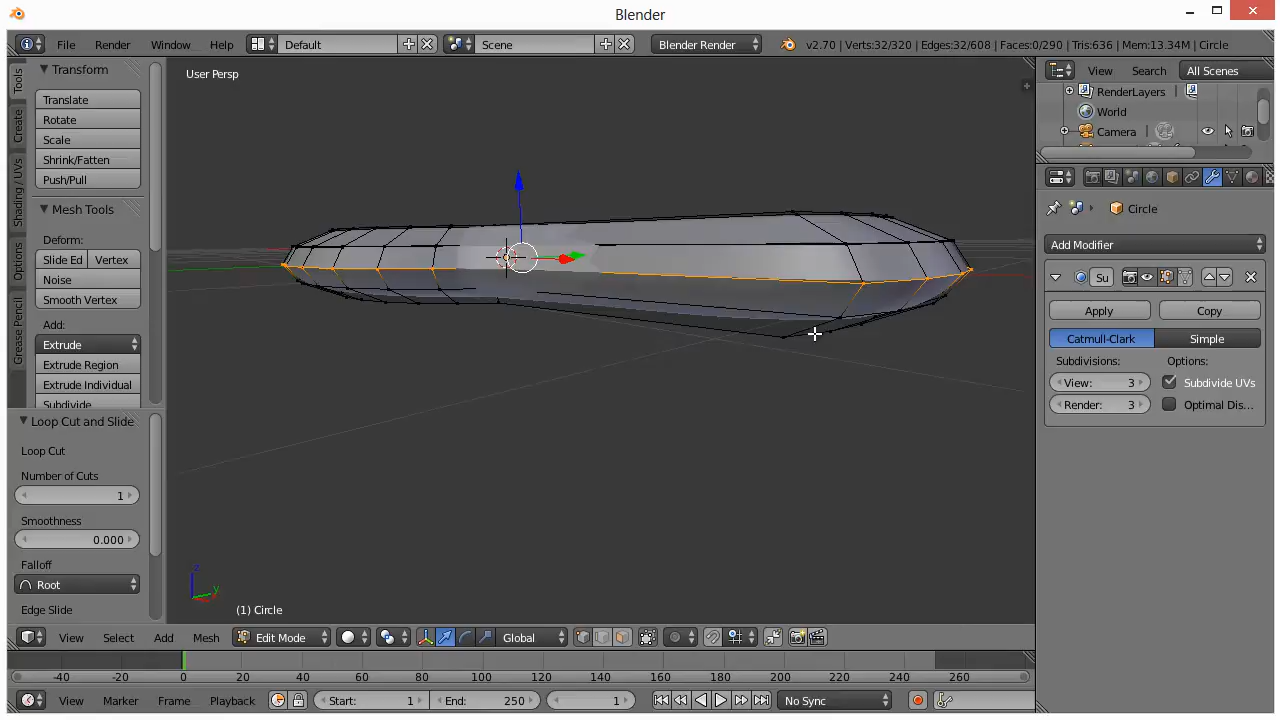 Blender
File Render Window Help Default Scene Blender Render v2.70 | Verts:32/320 | Edges:32/608 | Faces:0/290 | Tris:636 | Mem:13.34M | Circle
Tools
Create
Shading / UVs
Options
Grease Pencil
Transform
Translate
Rotate
Scale
Shrink/Fatten
Push/Pull
Mesh Tools
Deform:
Slide Ed Vertex
Noise
Smooth Vertex
Add:
Extrude
Extrude Region
Extrude Individual
Subdivide
Loop Cut and Slide
Loop Cut
Number of Cuts
1
Smoothness
0.000
Falloff
Root
Edge Slide
User Persp
z
y
(1) Circle
View Select Add Mesh Edit Mode Global
-40 -20 0 20 40 60 80 100 120 140 160 180 200 220 240 260
View Marker Frame Playback Start: 1 End: 250 1 No Sync
View Search All Scenes
RenderLayers
World
Camera
Circle
Add Modifier
Su
Apply Copy
Catmull-Clark Simple
Subdivisions: Options:
View: 3 Subdivide UVs
Render: 3 Optimal Dis...